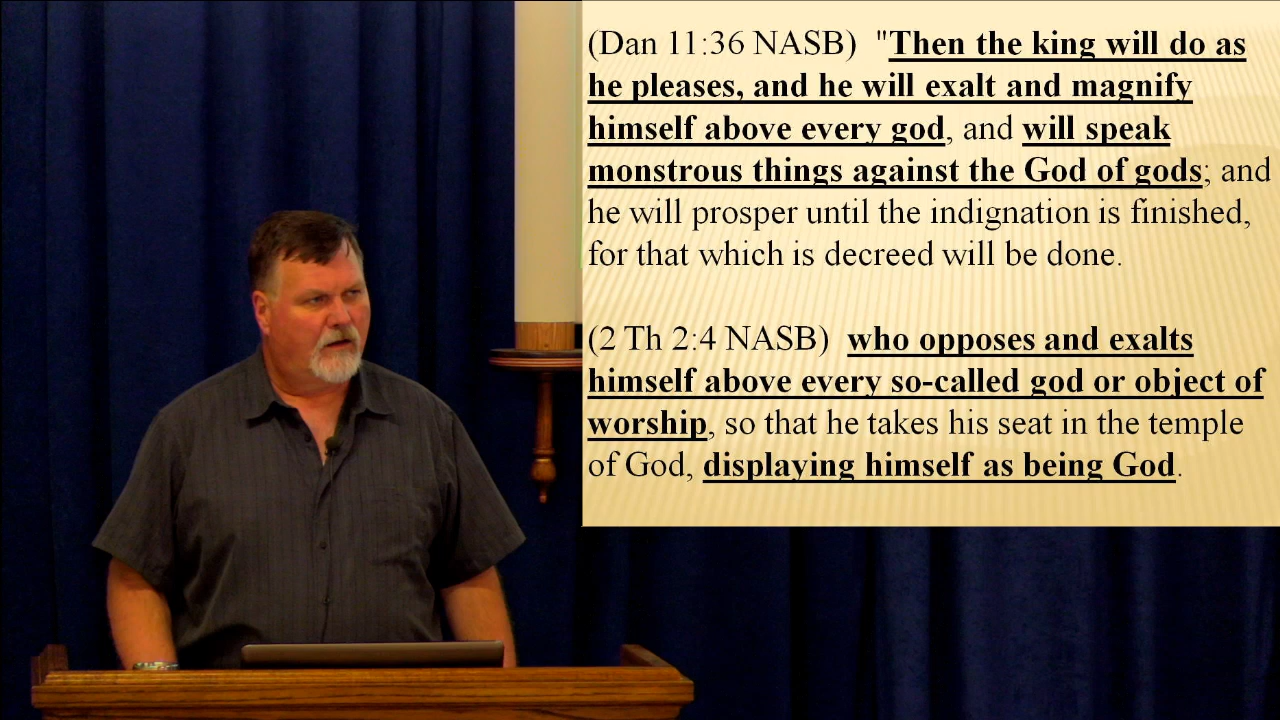 (Dan 11:36 NASB) "Then the king will do as
he pleases, and he will exalt and magnify
himself above every god, and will speak
monstrous things against the God of gods; and
he will prosper until the indignation is finished,
for that which is decreed will be done.
(2 Th 2:4 NASB) who opposes and exalts
himself above every so-called god or object of
worship, so that he takes his seat in the temple
of God, displaying himself as being God.